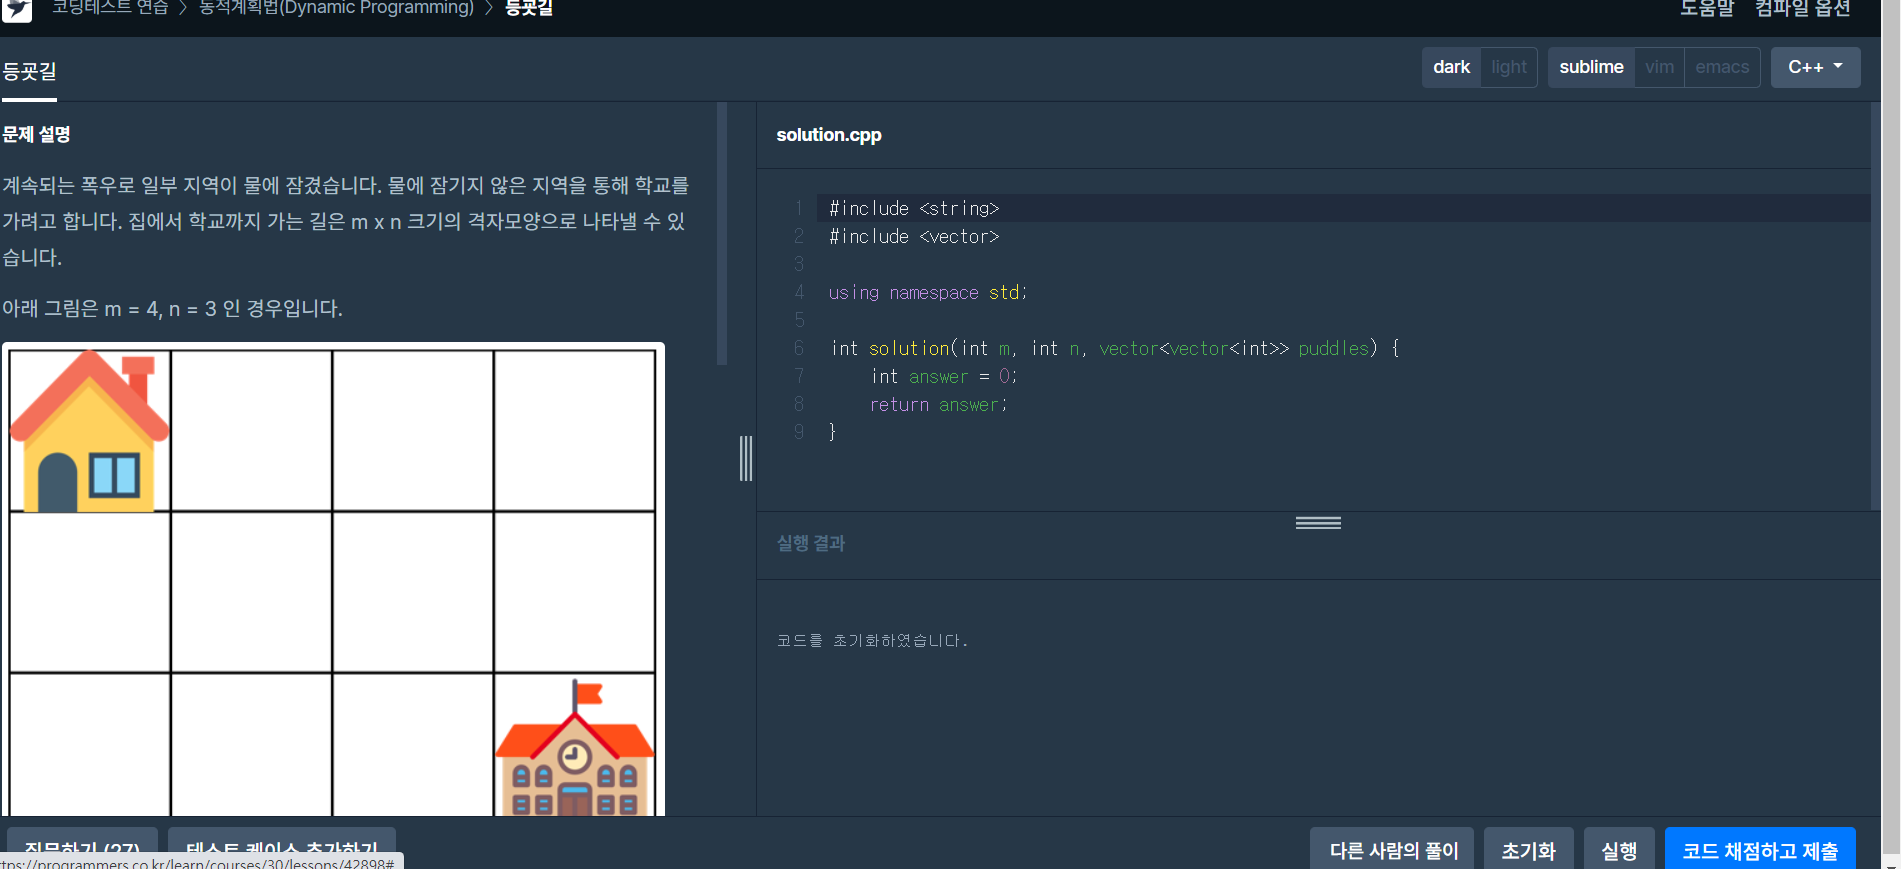 코딩테스트 연습 > 동적계획법(Dynamic Programming) > 등굣길
도움말 컴파일 옵션
등굣길
dark light sublime vim emacs C++
문제 설명
계속되는 폭우로 일부 지역이 물에 잠겼습니다. 물에 잠기지 않은 지역을 통해 학교를
가려고 합니다. 집에서 학교까지 가는 길은 m x n 크기의 격자모양으로 나타낼 수 있
습니다.
아래 그림은 m = 4, n = 3 인 경우입니다.
solution.cpp
1 #include <string>
2 #include <vector>
3
4 using namespace std;
5
6 int solution(int m, int n, vector<vector<int>> puddles) {
7     int answer = 0;
8     return answer;
9 }
실행 결과
코드를 초기화하였습니다.
질문하기 (27) 테스트 케이스 추가하기
다른 사람의 풀이 초기화 실행 코드 채점하고 제출
ttps://programmers.co.kr/learn/courses/30/lessons/42898#